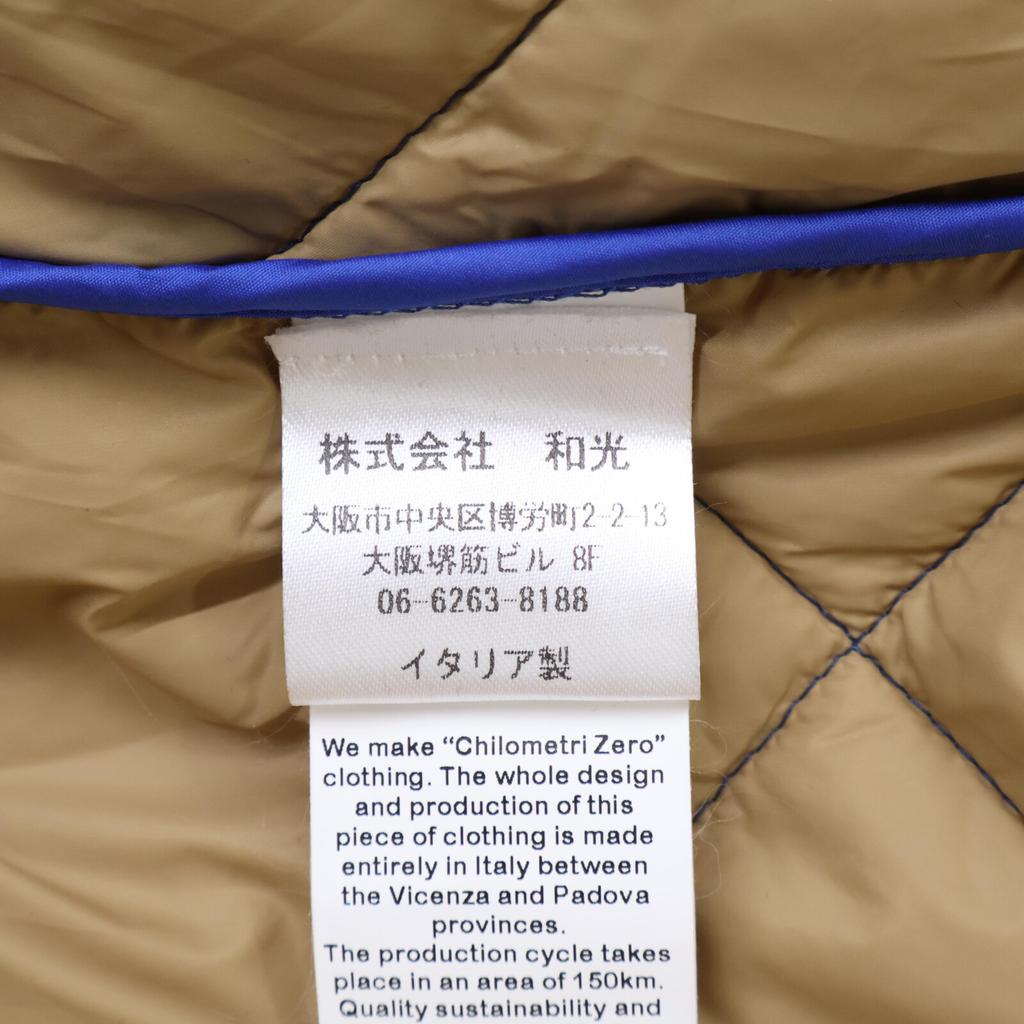 株式会社　和光
大阪市中央区博労町2-2-13
大阪堺筋ビル 8F
06-6263-8188
イタリア製
We make “Chilometri Zero”
clothing. The whole design
and production of this
piece of clothing is made
entirely in Italy between
the Vicenza and Padova
provinces.
The production cycle takes
place in an area of 150km.
Quality sustainability and